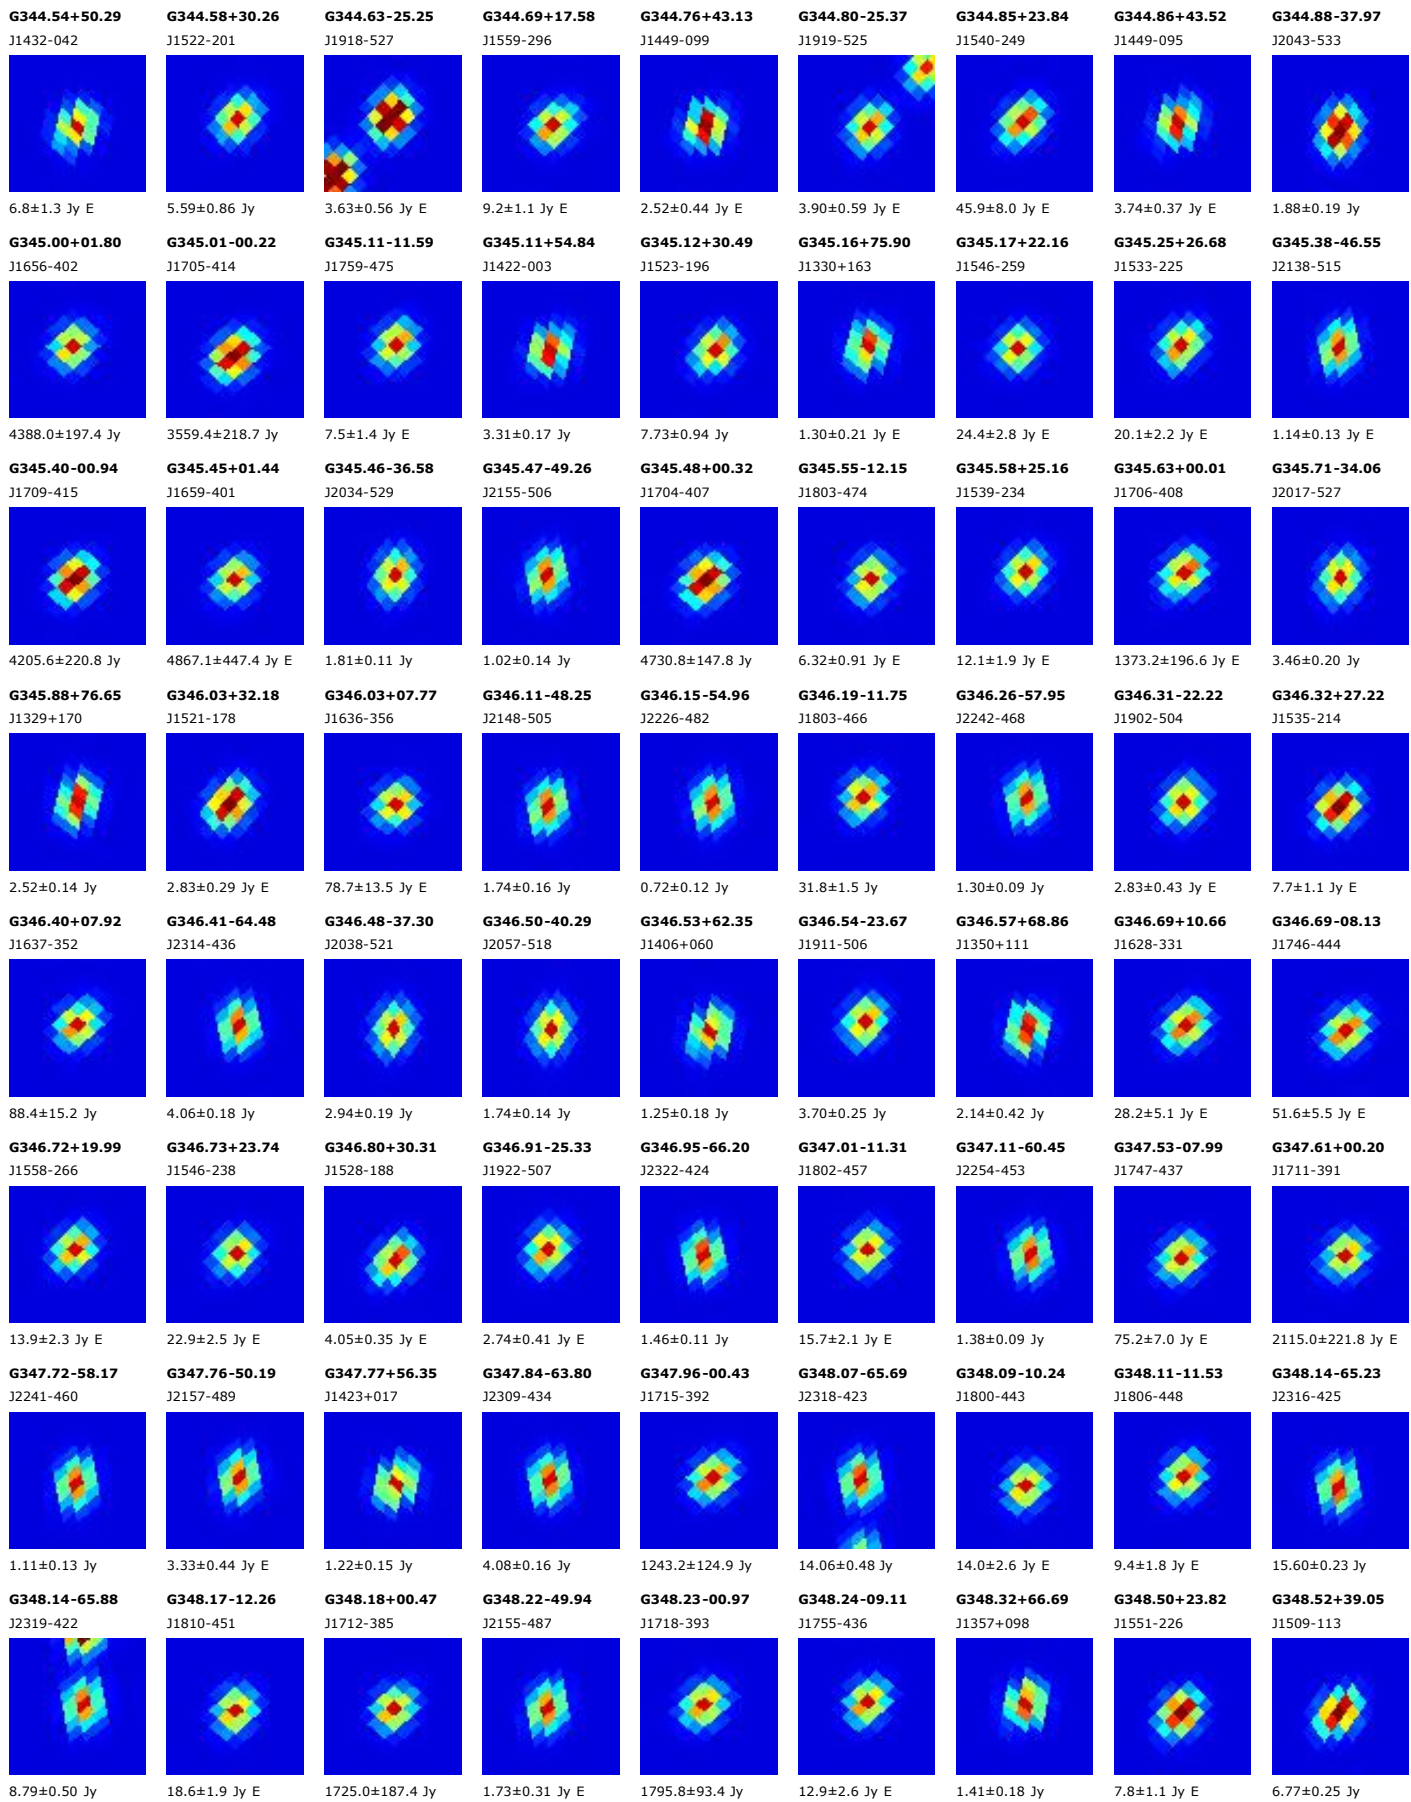 G344.54+50.29 G344.58+30.26 G344.63-25.25 G344.69+17.58 G344.76+43.13 G344.80-25.37 G344.85+23.84 G344.86+43.52 G344.88-37.97
J1432-042 J1522-201 J1918-527 J1559-296 J1449-099 J1919-525 J1540-249 J1449-095 J2043-533
6.8±1.3 Jy E 5.59±0.86 Jy 3.63±0.56 Jy E 9.2±1.1 Jy E 2.52±0.44 Jy E 3.90±0.59 Jy E 45.9±8.0 Jy E 3.74±0.37 Jy E 1.88±0.19 Jy
G345.00+01.80 G345.01-00.22 G345.11-11.59 G345.11+54.84 G345.12+30.49 G345.16+75.90 G345.17+22.16 G345.25+26.68 G345.38-46.55
J1656-402 J1705-414 J1759-475 J1422-003 J1523-196 J1330+163 J1546-259 J1533-225 J2138-515
4388.0±197.4 Jy 3559.4±218.7 Jy 7.5±1.4 Jy E 3.31±0.17 Jy 7.73±0.94 Jy 1.30±0.21 Jy E 24.4±2.8 Jy E 20.1±2.2 Jy E 1.14±0.13 Jy E
G345.40-00.94 G345.45+01.44 G345.46-36.58 G345.47-49.26 G345.48+00.32 G345.55-12.15 G345.58+25.16 G345.63+00.01 G345.71-34.06
J1709-415 J1659-401 J2034-529 J2155-506 J1704-407 J1803-474 J1539-234 J1706-408 J2017-527
4205.6±220.8 Jy 4867.1±447.4 Jy E 1.81±0.11 Jy 1.02±0.14 Jy 4730.8±147.8 Jy 6.32±0.91 Jy E 12.1±1.9 Jy E 1373.2±196.6 Jy E 3.46±0.20 Jy
G345.88+76.65 G346.03+32.18 G346.03+07.77 G346.11-48.25 G346.15-54.96 G346.19-11.75 G346.26-57.95 G346.31-22.22 G346.32+27.22
J1329+170 J1521-178 J1636-356 J2148-505 J2226-482 J1803-466 J2242-468 J1902-504 J1535-214
2.52±0.14 Jy 2.83±0.29 Jy E 78.7±13.5 Jy E 1.74±0.16 Jy 0.72±0.12 Jy 31.8±1.5 Jy 1.30±0.09 Jy 2.83±0.43 Jy E 7.7±1.1 Jy E
G346.40+07.92 G346.41-64.48 G346.48-37.30 G346.50-40.29 G346.53+62.35 G346.54-23.67 G346.57+68.86 G346.69+10.66 G346.69-08.13
J1637-352 J2314-436 J2038-521 J2057-518 J1406+060 J1911-506 J1350+111 J1628-331 J1746-444
88.4±15.2 Jy 4.06±0.18 Jy 2.94±0.19 Jy 1.74±0.14 Jy 1.25±0.18 Jy 3.70±0.25 Jy 2.14±0.42 Jy 28.2±5.1 Jy E 51.6±5.5 Jy E
G346.72+19.99 G346.73+23.74 G346.80+30.31 G346.91-25.33 G346.95-66.20 G347.01-11.31 G347.11-60.45 G347.53-07.99 G347.61+00.20
J1558-266 J1546-238 J1528-188 J1922-507 J2322-424 J1802-457 J2254-453 J1747-437 J1711-391
13.9±2.3 Jy E 22.9±2.5 Jy E 4.05±0.35 Jy E 2.74±0.41 Jy E 1.46±0.11 Jy 15.7±2.1 Jy E 1.38±0.09 Jy 75.2±7.0 Jy E 2115.0±221.8 Jy E
G347.72-58.17 G347.76-50.19 G347.77+56.35 G347.84-63.80 G347.96-00.43 G348.07-65.69 G348.09-10.24 G348.11-11.53 G348.14-65.23
J2241-460 J2157-489 J1423+017 J2309-434 J1715-392 J2318-423 J1800-443 J1806-448 J2316-425
1.11±0.13 Jy 3.33±0.44 Jy E 1.22±0.15 Jy 4.08±0.16 Jy 1243.2±124.9 Jy 14.06±0.48 Jy 14.0±2.6 Jy E 9.4±1.8 Jy E 15.60±0.23 Jy
G348.14-65.88 G348.17-12.26 G348.18+00.47 G348.22-49.94 G348.23-00.97 G348.24-09.11 G348.32+66.69 G348.50+23.82 G348.52+39.05
J2319-422 J1810-451 J1712-385 J2155-487 J1718-393 J1755-436 J1357+098 J1551-226 J1509-113
8.79±0.50 Jy 18.6±1.9 Jy E 1725.0±187.4 Jy 1.73±0.31 Jy E 1795.8±93.4 Jy 12.9±2.6 Jy E 1.41±0.18 Jy 7.8±1.1 Jy E 6.77±0.25 Jy